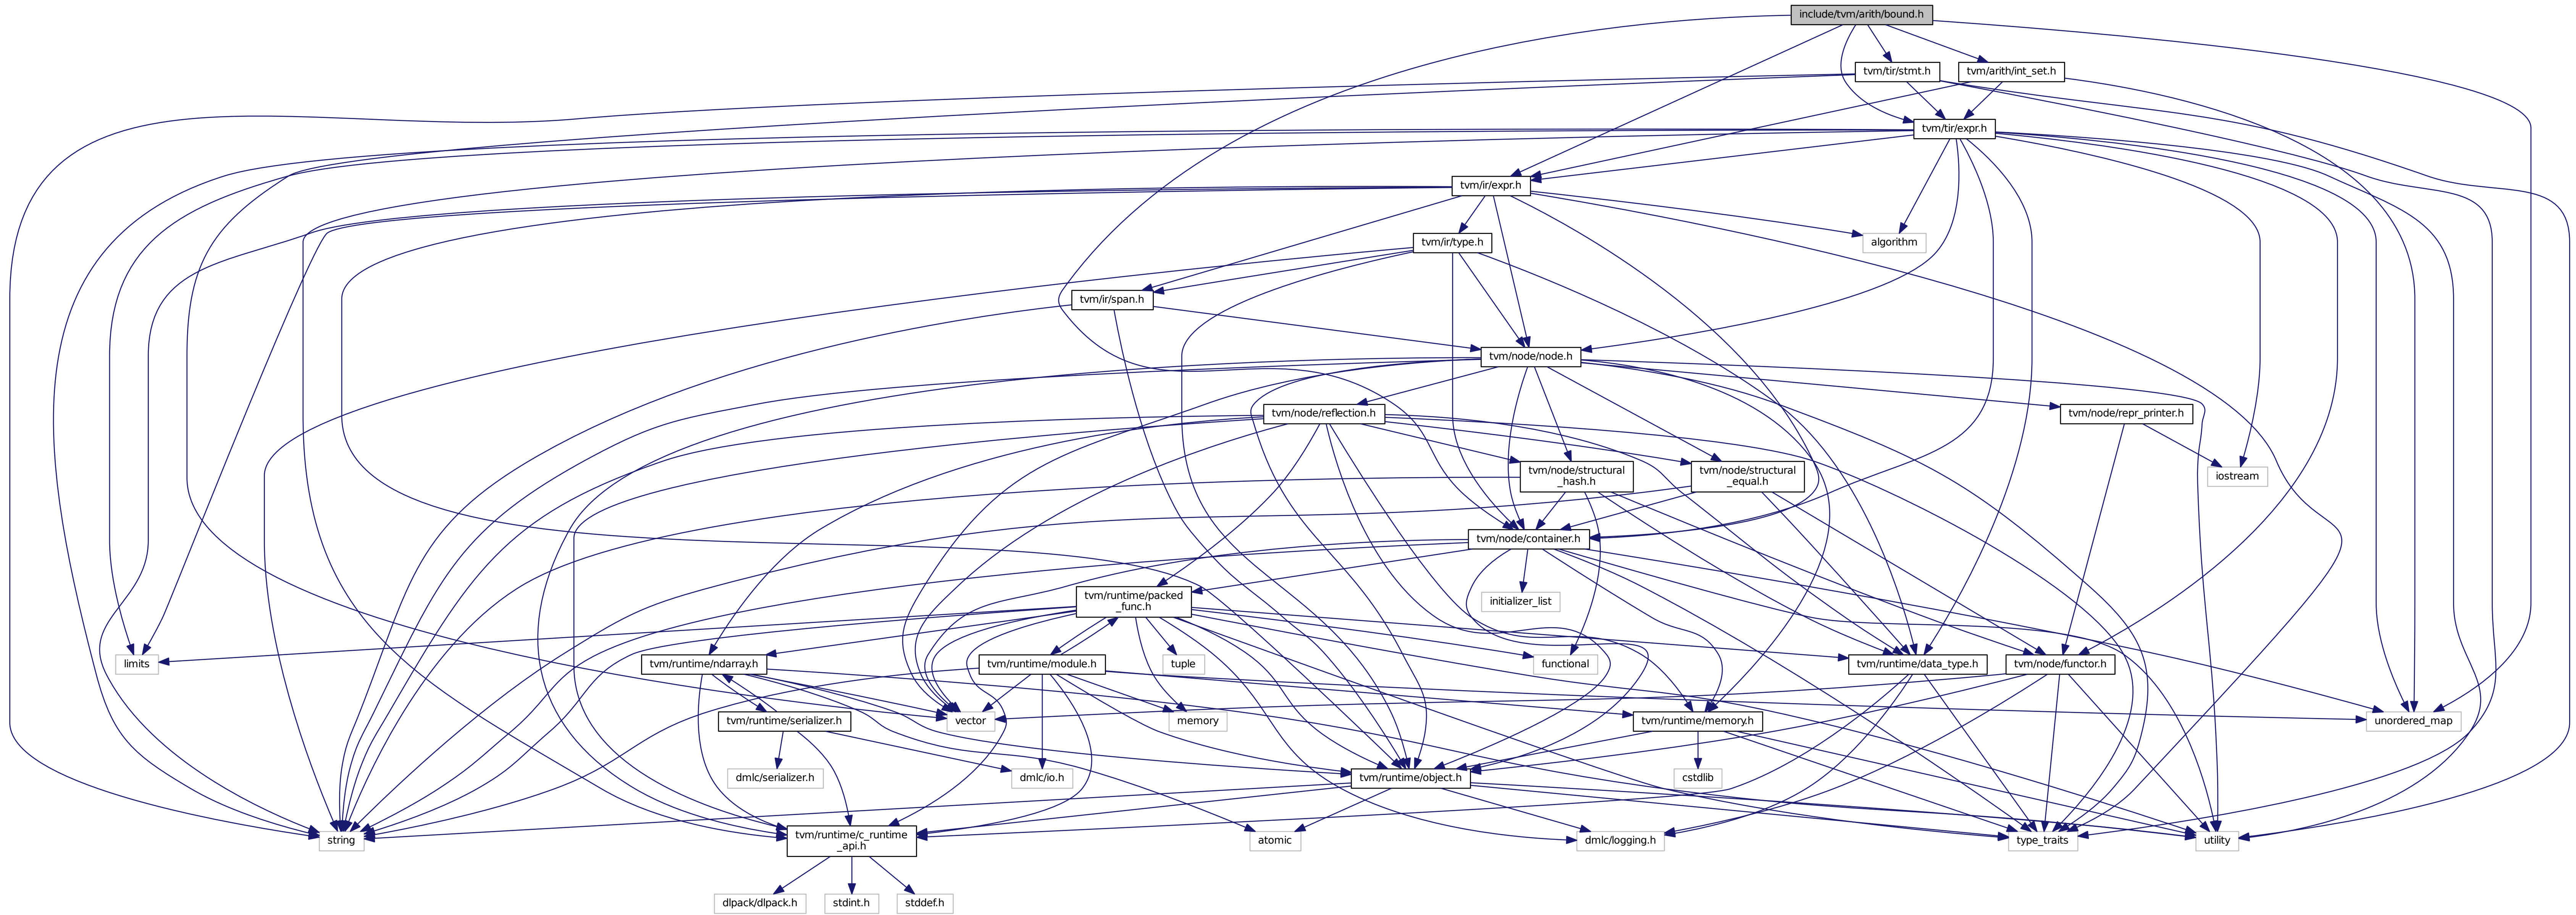 include/tvm/arith/bound.h
tvm/tir/stmt.h
tvm/arith/int_set.h
tvm/tir/expr.h
tvm/ir/expr.h
tvm/ir/type.h
algorithm
tvm/ir/span.h
tvm/node/node.h
tvm/node/reflection.h
tvm/node/repr_printer.h
tvm/node/structural
_hash.h
tvm/node/structural
_equal.h
iostream
tvm/node/container.h
tvm/runtime/packed
_func.h
initializer_list
limits
tvm/runtime/ndarray.h
tvm/runtime/module.h
tuple
functional
tvm/runtime/data_type.h
tvm/node/functor.h
tvm/runtime/serializer.h
vector
memory
tvm/runtime/memory.h
unordered_map
dmlc/serializer.h
dmlc/io.h
tvm/runtime/object.h
cstdlib
string
tvm/runtime/c_runtime
_api.h
atomic
dmlc/logging.h
type_traits
utility
dlpack/dlpack.h
stdint.h
stddef.h